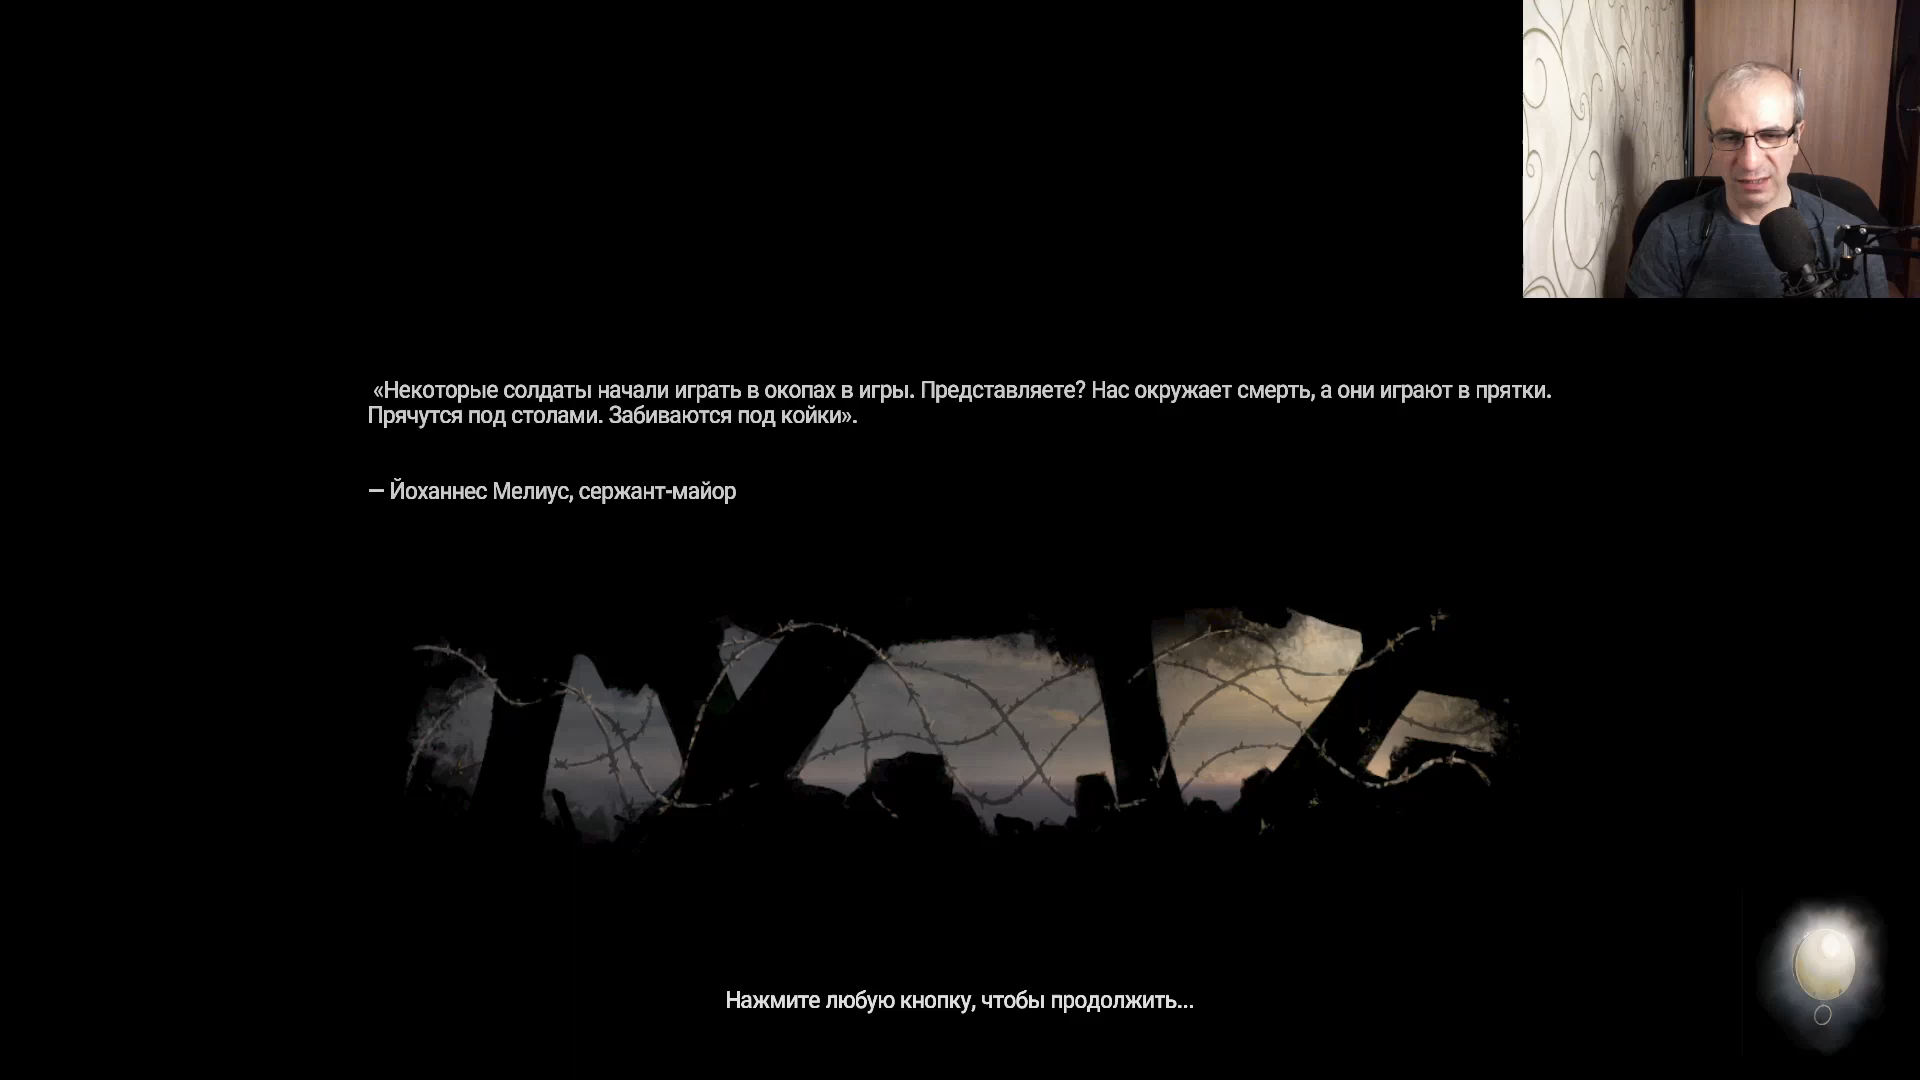 «Некоторые солдаты начали играть в окопах в игры. Представляете? Нас окружает смерть, а они играют в прятки.
Прячутся под столами. Забиваются под койки».
— Йоханнес Мелиус, сержант-майор
Нажмите любую кнопку, чтобы продолжить...